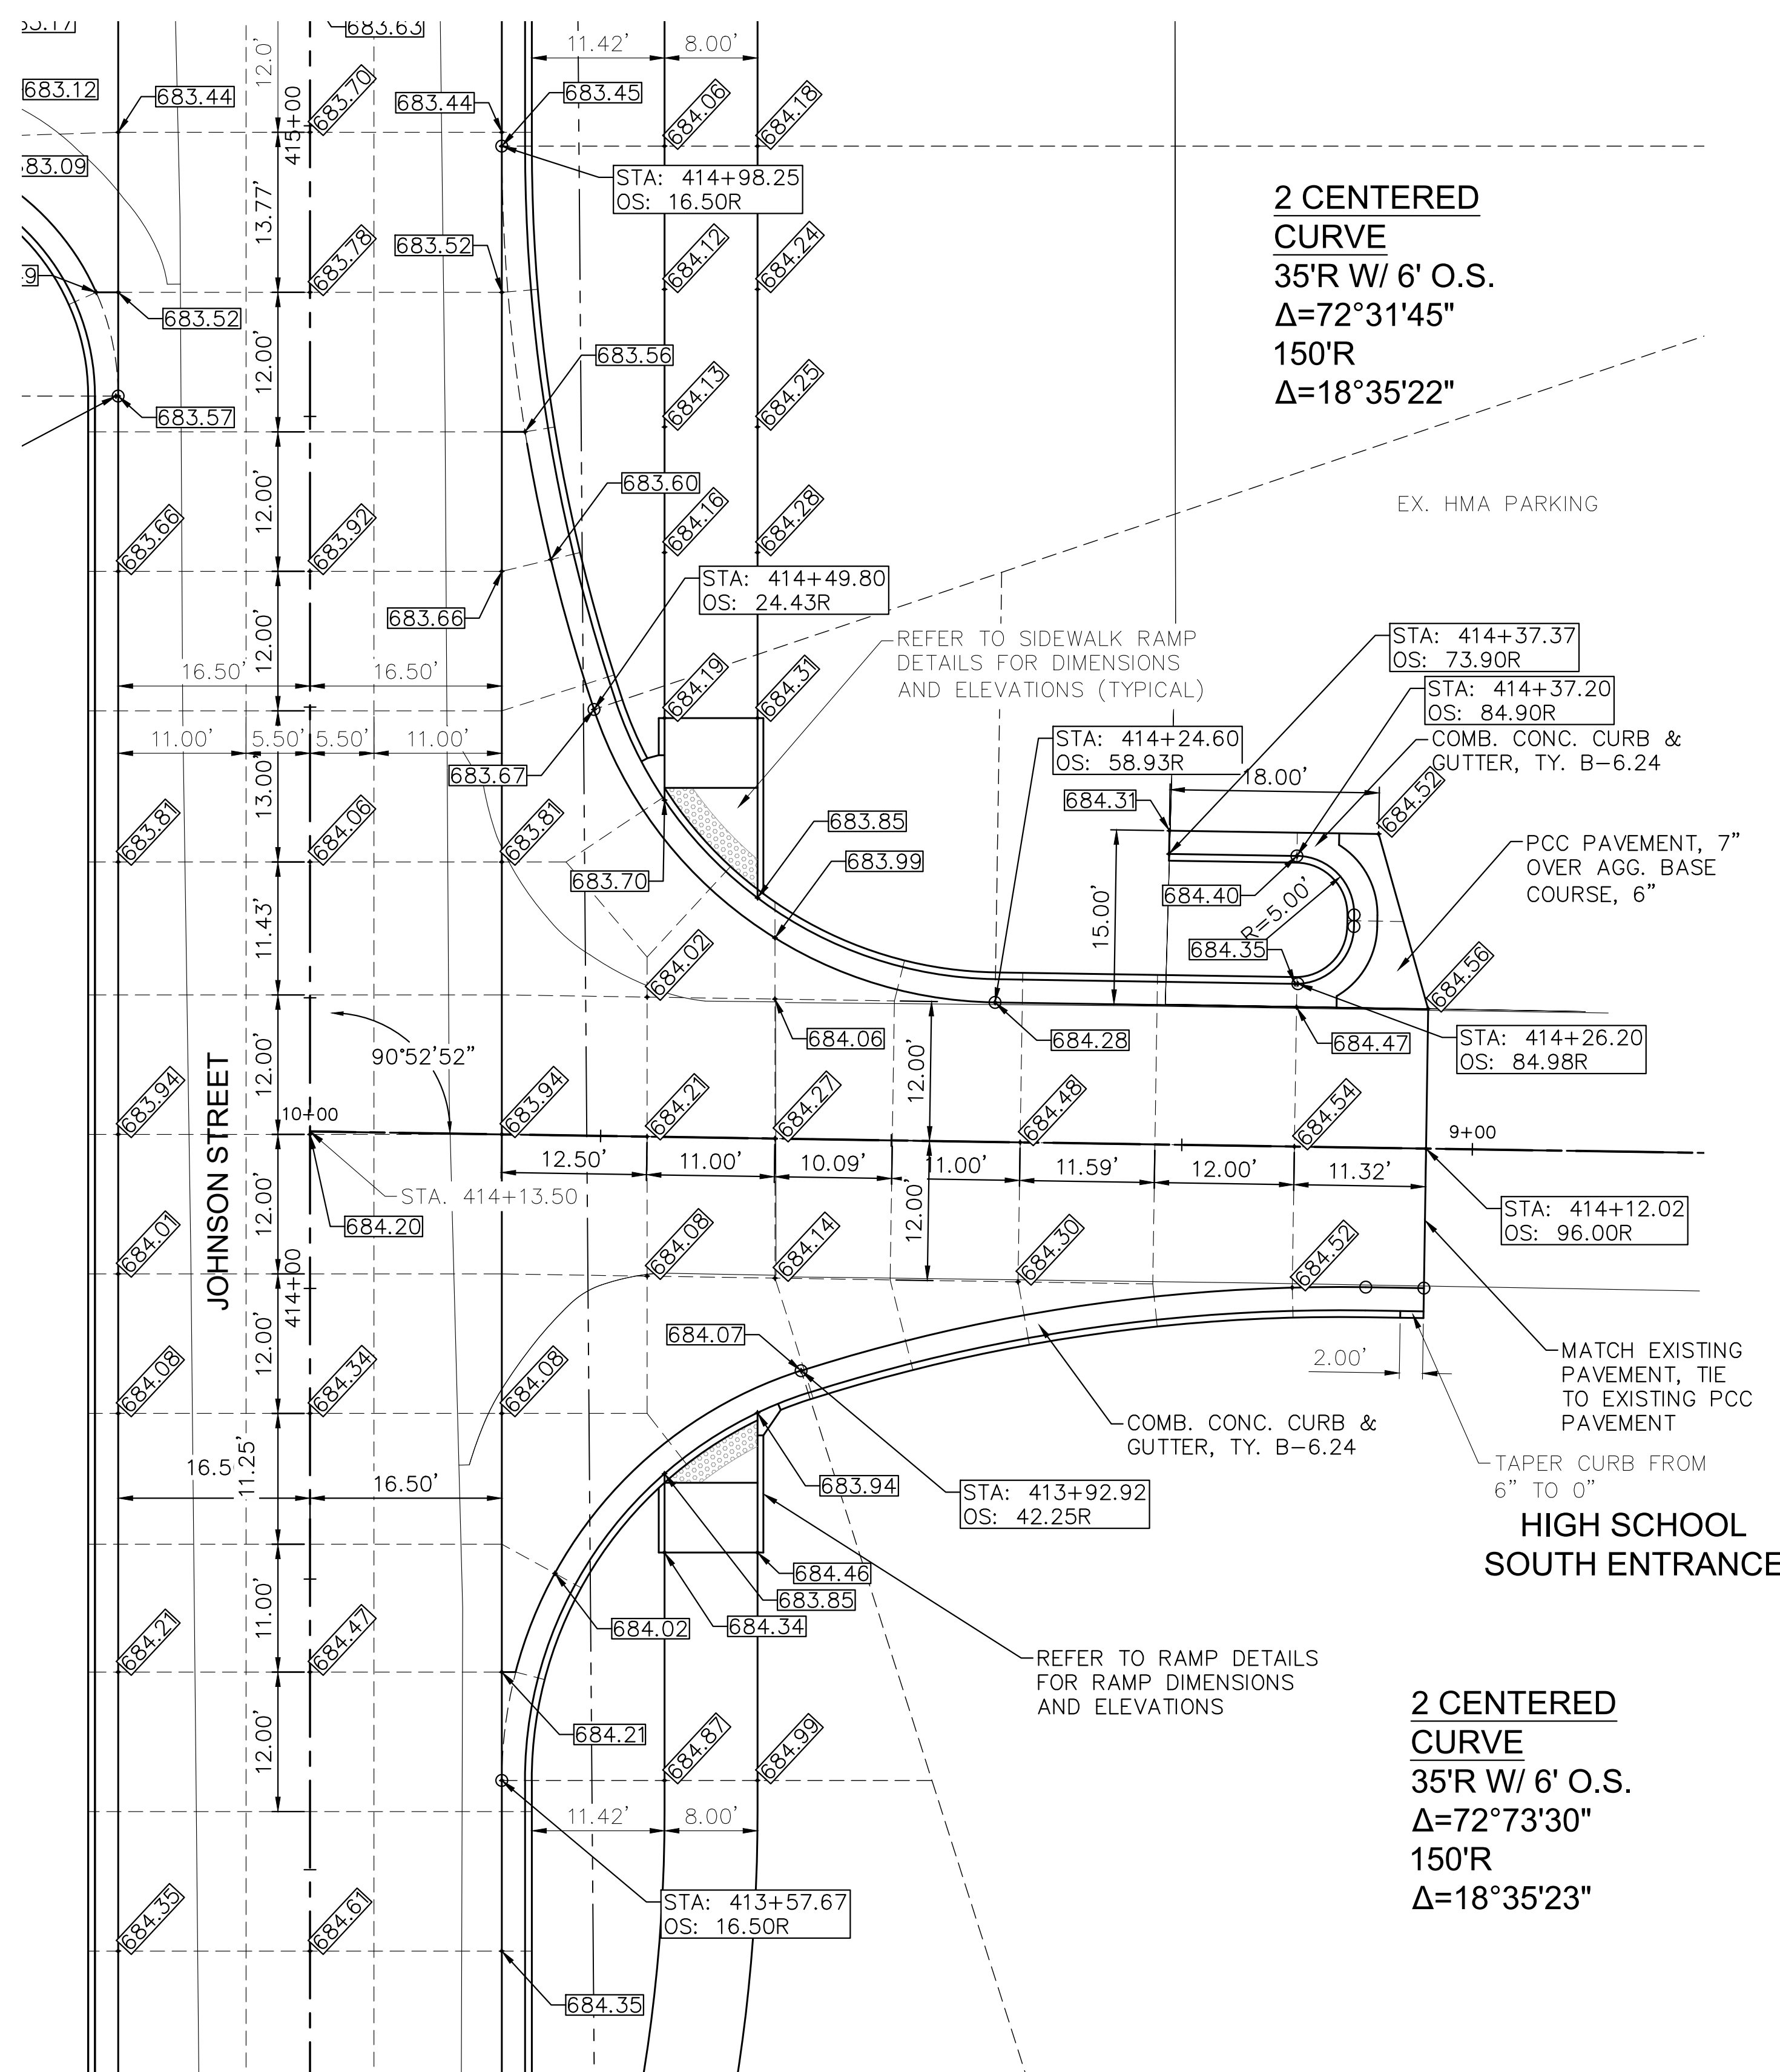 683.63
11.42'
8.00'
12.0'
683.12
683.44
683.70
683.44
683.45
684.06
684.18
415+00
STA: 414+98.25
OS: 16.50R
2 CENTERED
CURVE
35'R W/ 6' O.S.
Δ=72°31'45"
150'R
Δ=18°35'22"
13.77'
683.78
683.52
684.12
684.24
683.52
12.00'
683.56
684.13
684.25
683.57
683.60
EX. HMA PARKING
12.00'
683.66
683.92
684.16
684.28
STA: 414+49.80
OS: 24.43R
683.66
12.00'
REFER TO SIDEWALK RAMP
DETAILS FOR DIMENSIONS
AND ELEVATIONS (TYPICAL)
STA: 414+37.37
OS: 73.90R
16.50'
16.50'
684.19
684.31
STA: 414+37.20
OS: 84.90R
11.00'
5.50'
5.50'
11.00'
STA: 414+24.60
OS: 58.93R
COMB. CONC. CURB &
GUTTER, TY. B-6.24
683.67
18.00'
13.00'
684.31
684.52
683.81
684.06
683.81
683.85
683.99
PCC PAVEMENT, 7"
OVER AGG. BASE
COURSE, 6"
683.70
684.40
R=5.00'
15.00'
11.43'
684.02
684.35
684.56
684.06
684.28
684.47
STA: 414+26.20
OS: 84.98R
90°52'52"
12.00'
12.00'
JOHNSON STREET
683.94
10+00
683.94
684.21
684.27
684.48
684.54
9+00
12.50'
11.00'
10.09'
11.00'
11.59'
12.00'
11.32'
STA. 414+13.50
684.20
12.00'
12.00'
STA: 414+12.02
OS: 96.00R
684.01
684.08
684.14
684.30
684.52
414+00
12.00'
684.07
2.00'
MATCH EXISTING
PAVEMENT, TIE
TO EXISTING PCC
PAVEMENT
684.08
684.34
684.08
COMB. CONC. CURB &
GUTTER, TY. B-6.24
TAPER CURB FROM
6" TO 0"
16.5
11.25'
16.50'
683.94
STA: 413+92.92
OS: 42.25R
HIGH SCHOOL
SOUTH ENTRANCE
684.46
683.85
684.34
684.02
11.00'
684.21
684.47
REFER TO RAMP DETAILS
FOR RAMP DIMENSIONS
AND ELEVATIONS
12.00'
684.21
684.87
684.99
2 CENTERED
CURVE
35'R W/ 6' O.S.
Δ=72°73'30"
150'R
Δ=18°35'23"
11.42'
8.00'
STA: 413+57.67
OS: 16.50R
684.35
684.61
684.35